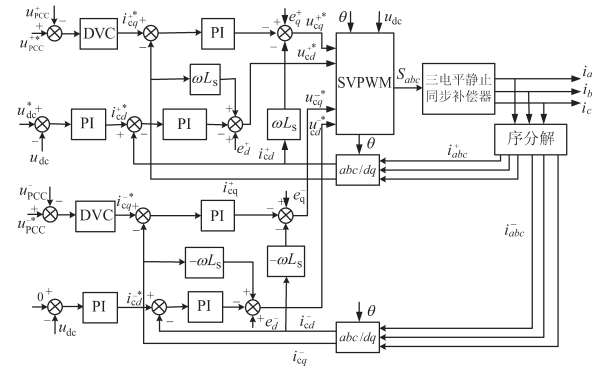 u⁺PCC
u⁺*PCC
DVC
i⁺*cq
PI
e⁺q
u⁺*cq
θ
udc
SVPWM
Sabc
三电平静止
同步补偿器
ia
ib
ic
ωLS
u⁺*cd
u*dc
udc
PI
i⁺*cd
PI
e⁺d
ωLS
i⁺cd
u⁻*cq
u⁻*cd
θ
abc/dq
i⁺abc
序分解
i⁺cq
u⁻PCC
u⁻*PCC
DVC
i⁻*cq
PI
e⁻q
i⁻abc
-ωLS
-ωLS
0
udc
PI
i⁻*cd
PI
e⁻d
i⁻cd
θ
abc/dq
i⁻cq